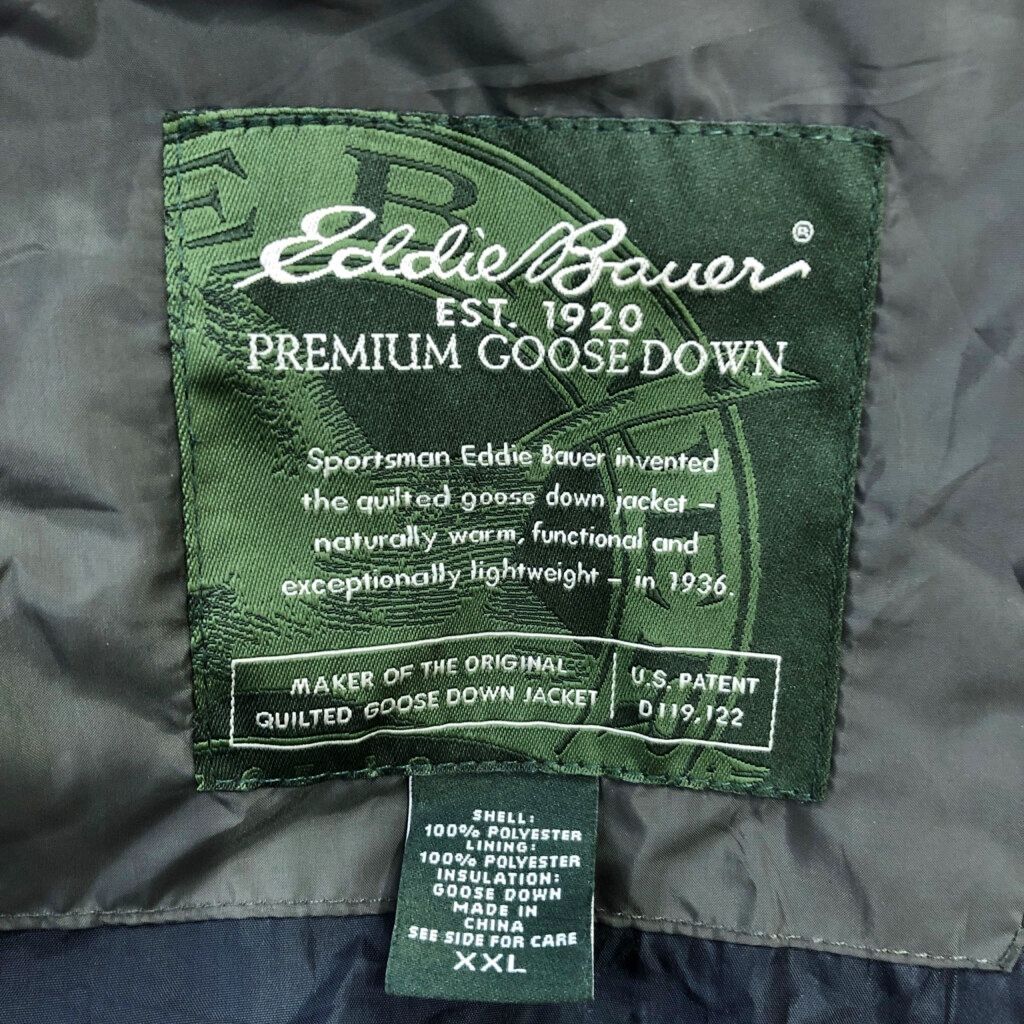 E B
Eddie Bauer ®
EST. 1920
PREMIUM GOOSE DOWN
Sportsman Eddie Bauer invented
the quilted goose down jacket –
naturally warm, functional and
exceptionally lightweight – in 1936.
MAKER OF THE ORIGINAL
QUILTED GOOSE DOWN JACKET
U.S. PATENT
D119,122
SHELL:
100% POLYESTER
LINING:
100% POLYESTER
INSULATION:
GOOSE DOWN
MADE IN
CHINA
SEE SIDE FOR CARE
XXL